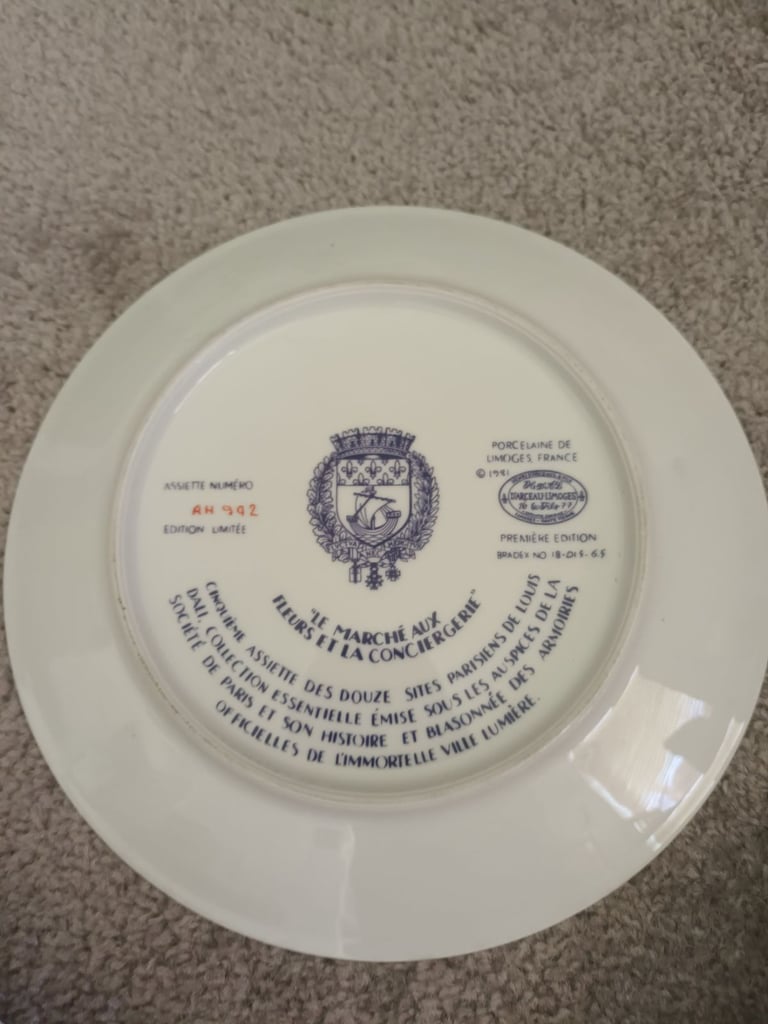 ASSIETTE NUMÉRO
AH 942
EDITION LIMITÉE
PORCELAINE DE
LIMOGES, FRANCE
© 1981
D'ARCEAU-LIMOGES
PREMIÈRE EDITION
BRADEX NO 18-D15-6.5
"LE MARCHÉ AUX
FLEURS ET LA CONCIERGERIE"
CINQUIÈME ASSIETTE DES DOUZE SITES PARISIENS DE LOUIS
DALI, COLLECTION ESSENTIELLE ÉMISE SOUS LES AUSPICES DE LA
SOCIÉTÉ DE PARIS ET SON HISTOIRE ET BLASONNÉE DES ARMOIRIES
OFFICIELLES DE L'IMMORTELLE VILLE LUMIÈRE.